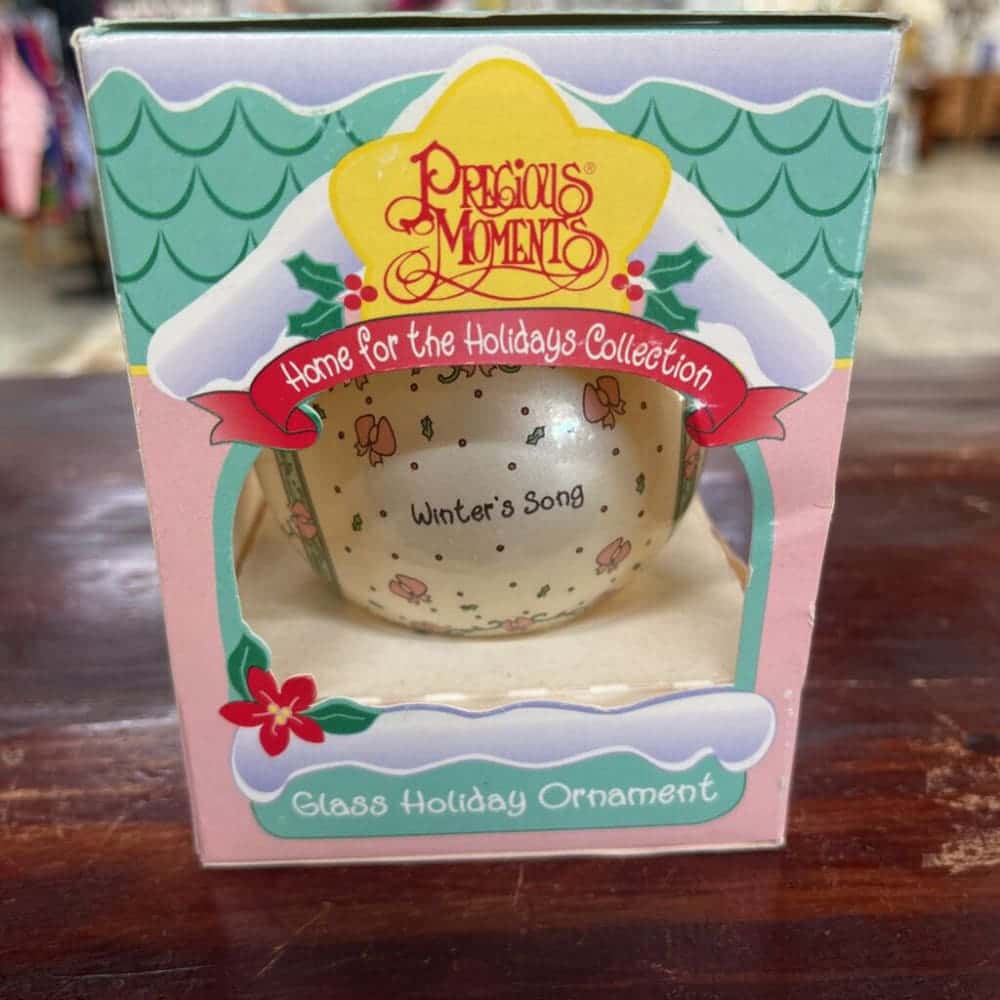 PRECIOUS®
MOMENTS
Home for the Holidays Collection
Winter's Song
Glass Holiday Ornament